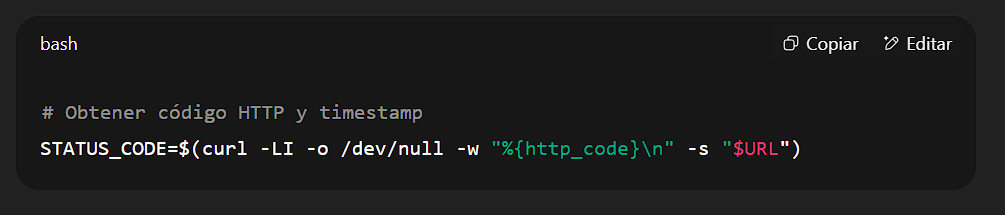 bash
Copiar
Editar
# Obtener código HTTP y timestamp
STATUS_CODE=$(curl -LI -o /dev/null -w "%{http_code}\n" -s "$URL")